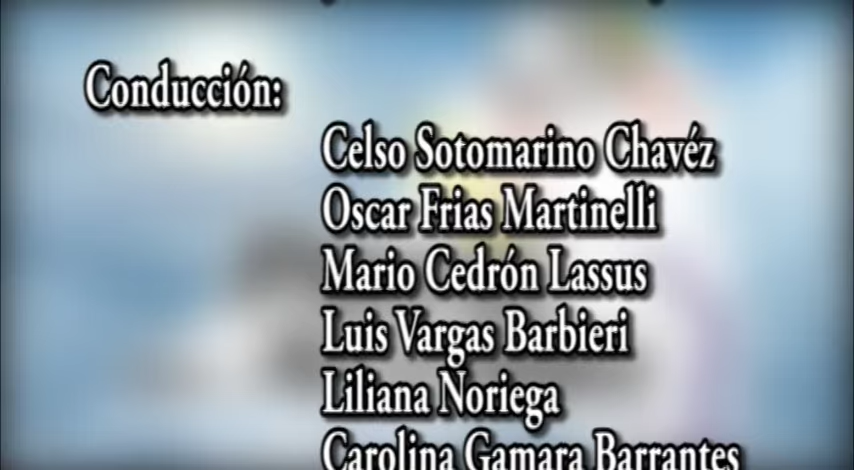 Conducción:
Celso Sotomarino Chavéz
Oscar Frias Martinelli
Mario Cedrón Lassus
Luis Vargas Barbieri
Liliana Noriega
Carolina Gamara Barrantes